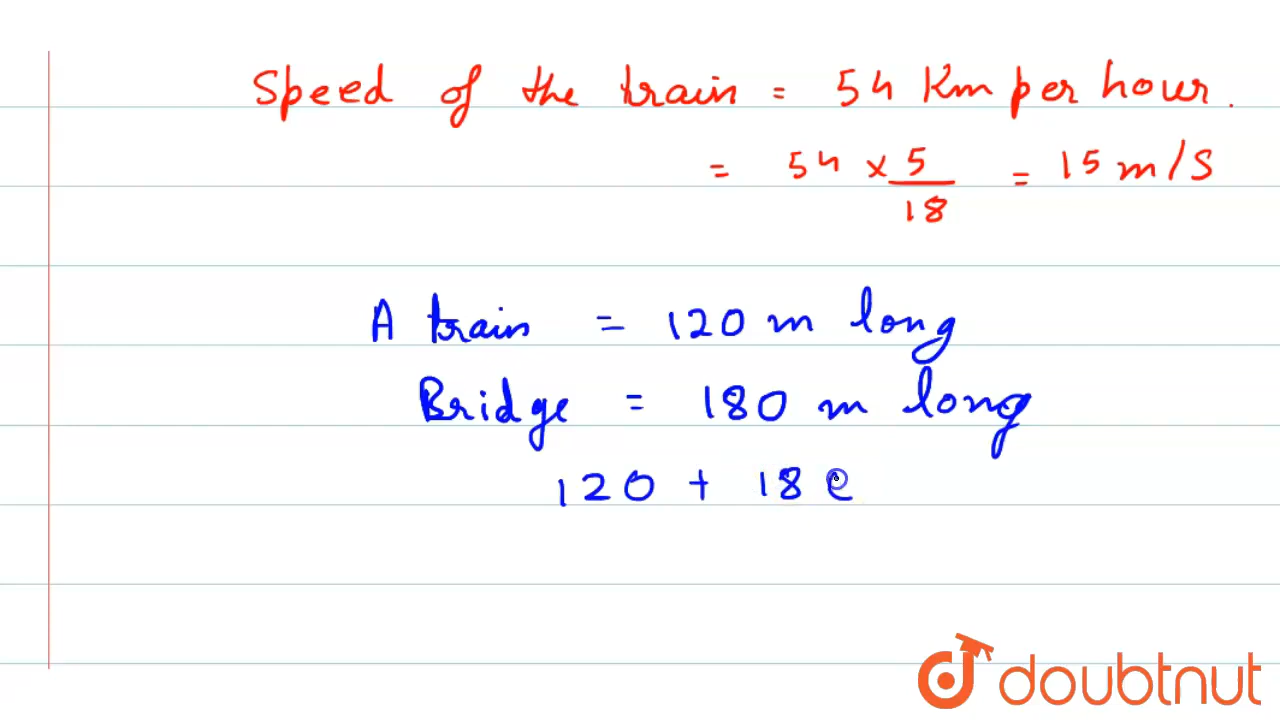 Speed of the train = 54 Km per hour.
= 54 × 5/18 = 15 m/s
A train = 120 m long
Bridge = 180 m long
120 + 180
doubtnut